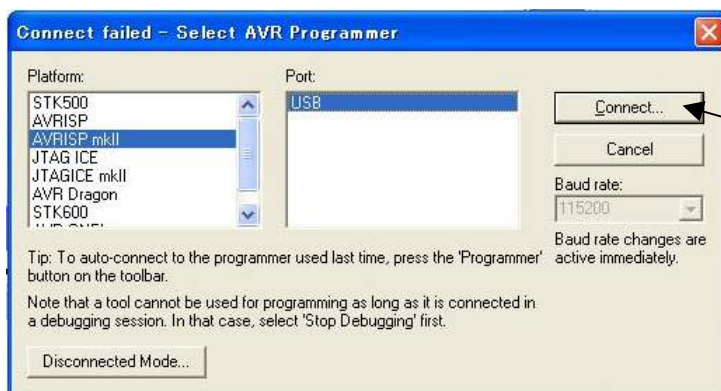 Connect failed - Select AVR Programmer
Platform:
STK500
AVRISP
AVRISP mkII
JTAG ICE
JTAGICE mkII
AVR Dragon
STK600
Port:
USB
Connect...
Cancel
Baud rate:
115200
Baud rate changes are
active immediately.
Tip: To auto-connect to the programmer used last time, press the 'Programmer'
button on the toolbar.
Note that a tool cannot be used for programming as long as it is connected in
a debugging session. In that case, select 'Stop Debugging' first.
Disconnected Mode...